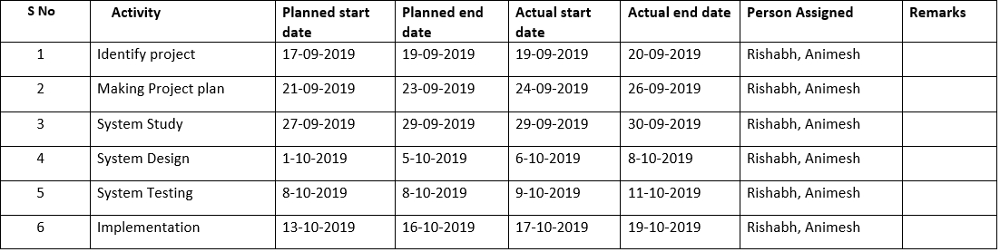 S No Activity Planned start date Planned end date Actual start date Actual end date Person Assigned Remarks
1 Identify project 17-09-2019 19-09-2019 19-09-2019 20-09-2019 Rishabh, Animesh
2 Making Project plan 21-09-2019 23-09-2019 24-09-2019 26-09-2019 Rishabh, Animesh
3 System Study 27-09-2019 29-09-2019 29-09-2019 30-09-2019 Rishabh, Animesh
4 System Design 1-10-2019 5-10-2019 6-10-2019 8-10-2019 Rishabh, Animesh
5 System Testing 8-10-2019 8-10-2019 9-10-2019 11-10-2019 Rishabh, Animesh
6 Implementation 13-10-2019 16-10-2019 17-10-2019 19-10-2019 Rishabh, Animesh